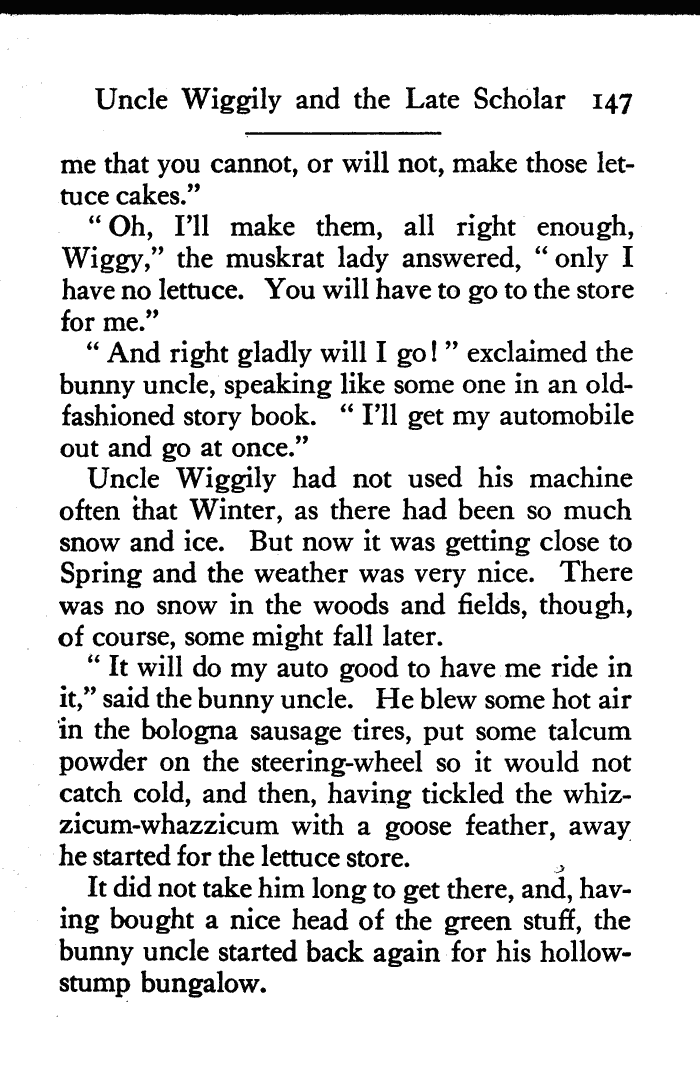 Uncle Wiggily and the Late Scholar 147
me that you cannot, or will not, make those let-
tuce cakes.”
“ Oh, I’ll make them, all right enough,
Wiggy,” the muskrat lady answered, “ only I
have no lettuce. You will have to go to the store
for me.”
“ And right gladly will I go! ” exclaimed the
bunny uncle, speaking like some one in an old-
fashioned story book. “ I’ll get my automobile
out and go at once.”
Uncle Wiggily had not used his machine
often that Winter, as there had been so much
snow and ice. But now it was getting close to
Spring and the weather was very nice. There
was no snow in the woods and fields, though,
of course, some might fall later.
“ It will do my auto good to have me ride in
it,” said the bunny uncle. He blew some hot air
in the bologna sausage tires, put some talcum
powder on the steering-wheel so it would not
catch cold, and then, having tickled the whiz-
zicum-whazzicum with a goose feather, away
he started for the lettuce store.
It did not take him long to get there, and, hav-
ing bought a nice head of the green stuff, the
bunny uncle started back again for his hollow-
stump bungalow.